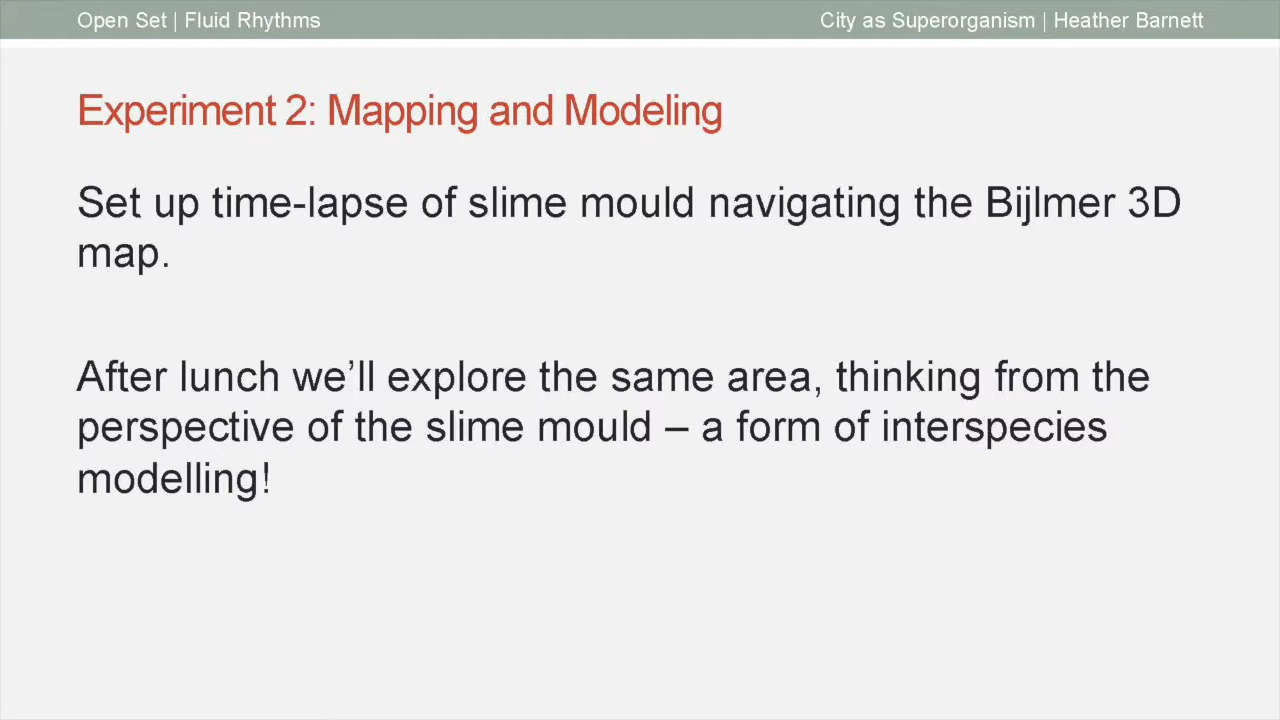 Open Set | Fluid Rhythms
City as Superorganism | Heather Barnett
Experiment 2: Mapping and Modeling
Set up time-lapse of slime mould navigating the Bijlmer 3D
map.
After lunch we’ll explore the same area, thinking from the
perspective of the slime mould – a form of interspecies
modelling!